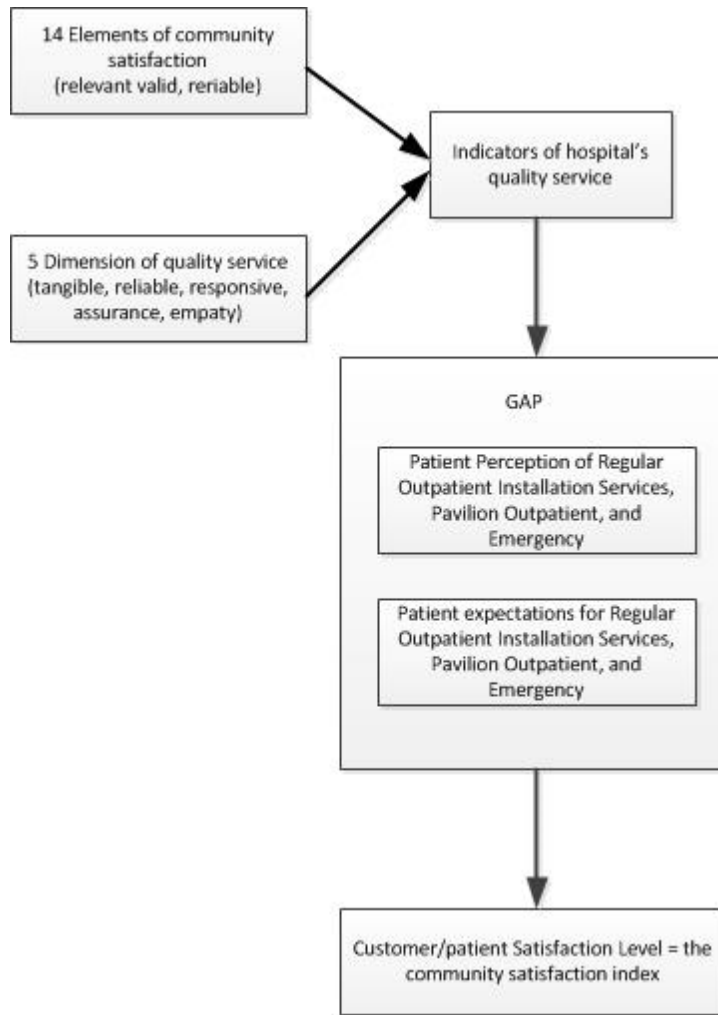 14 Elements of community
satisfaction
(relevant valid, reriable)
Indicators of hospital's
quality service
5 Dimension of quality service
(tangible, reliable, responsive,
assurance, empaty)
GAP
Patient Perception of Regular
Outpatient Installation Services,
Pavilion Outpatient, and
Emergency
Patient expectations for Regular
Outpatient Installation Services,
Pavilion Outpatient, and
Emergency
Customer/patient Satisfaction Level = the
community satisfaction index